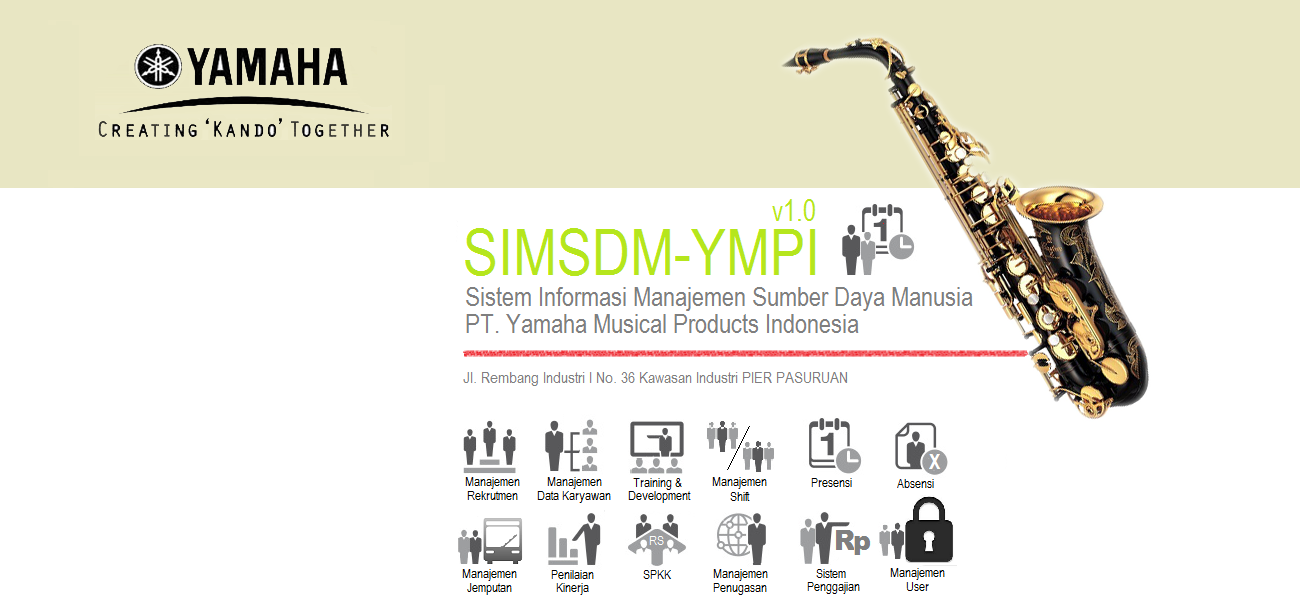 YAMAHA
CREATING 'KANDO' TOGETHER
v1.0
SIMSDM-YMPI
1
Sistem Informasi Manajemen Sumber Daya Manusia
PT. Yamaha Musical Products Indonesia
Jl. Rembang Industri I No. 36 Kawasan Industri PIER PASURUAN
1
X
Manajemen
Rekrutmen
Manajemen
Data Karyawan
Training &
Development
Manajemen
Shift
Presensi
Absensi
RS
Rp
Manajemen
Jemputan
Penilaian
Kinerja
SPKK
Manajemen
Penugasan
Sistem
Penggajian
Manajemen
User